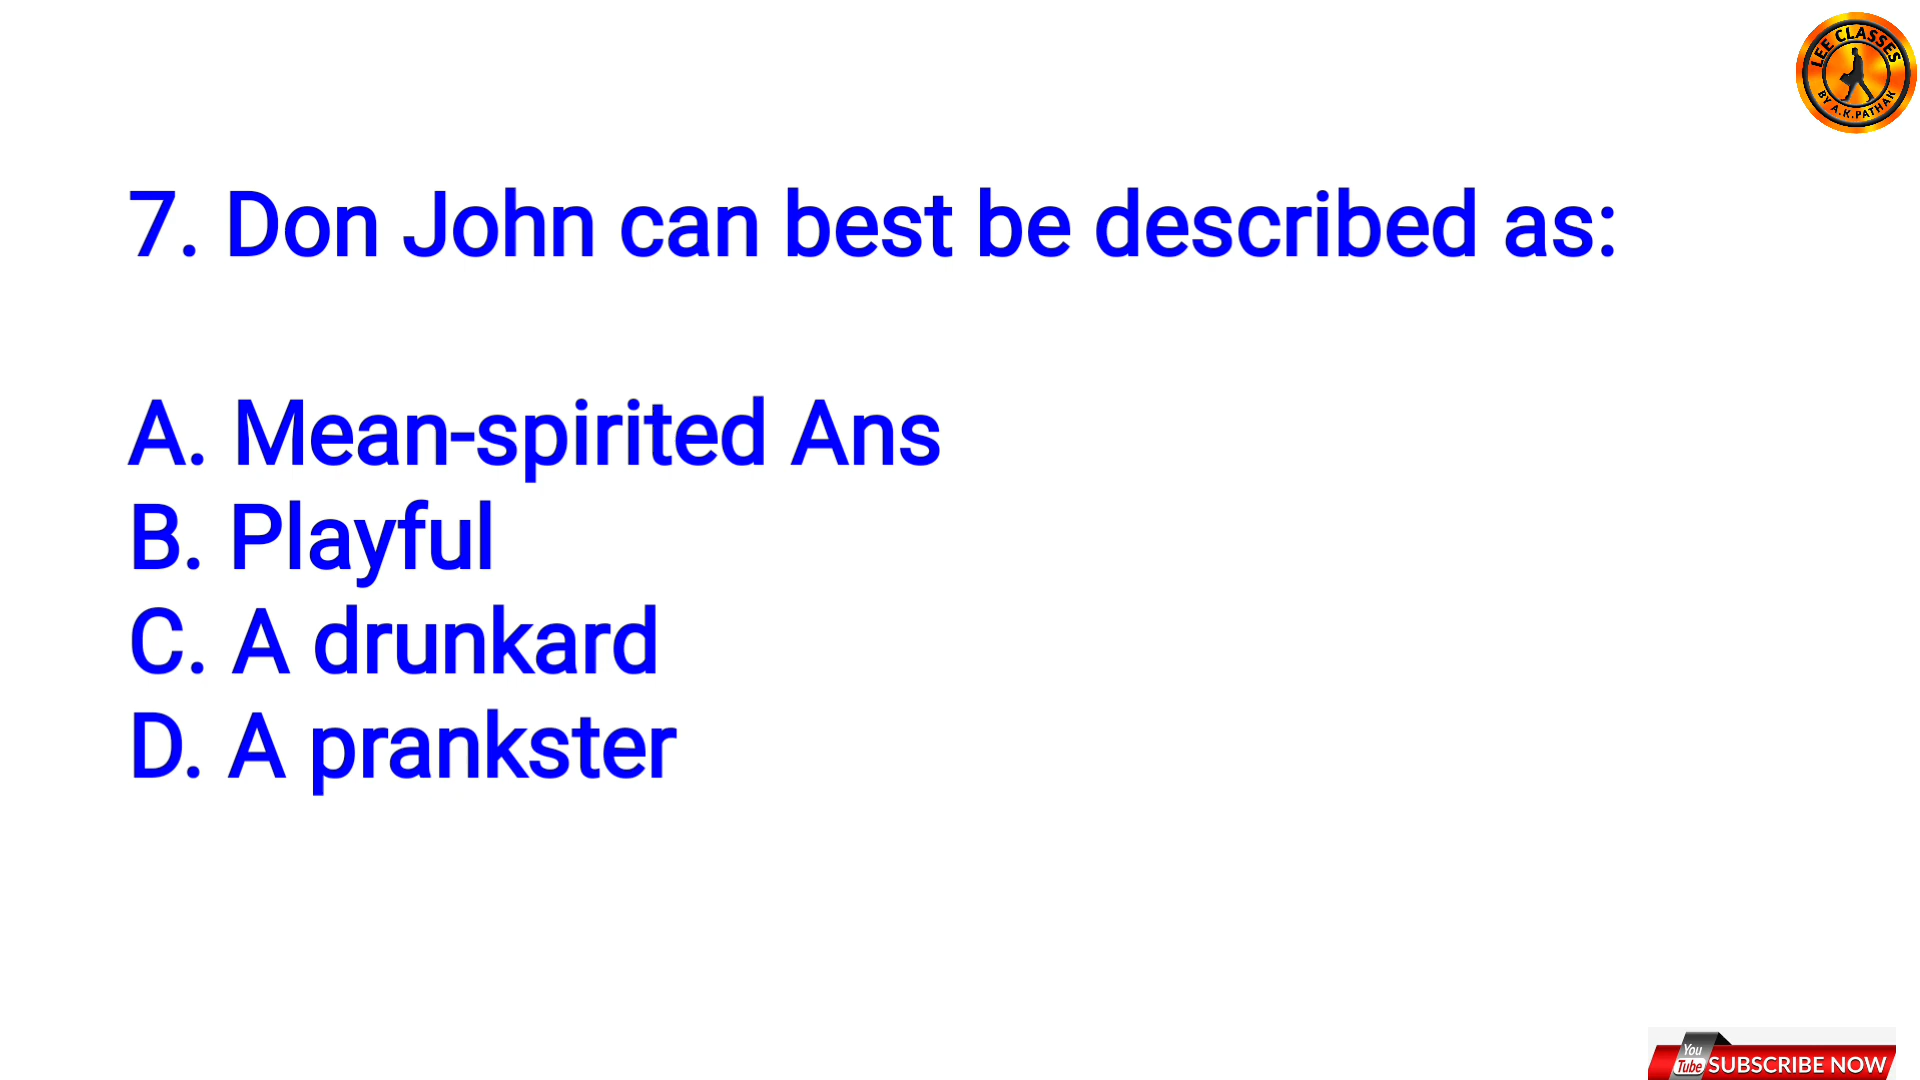 LEE CLASSES
BY A.K.PATHAK
7. Don John can best be described as:
A. Mean-spirited Ans
B. Playful
C. A drunkard
D. A prankster
You
Tube
SUBSCRIBE NOW